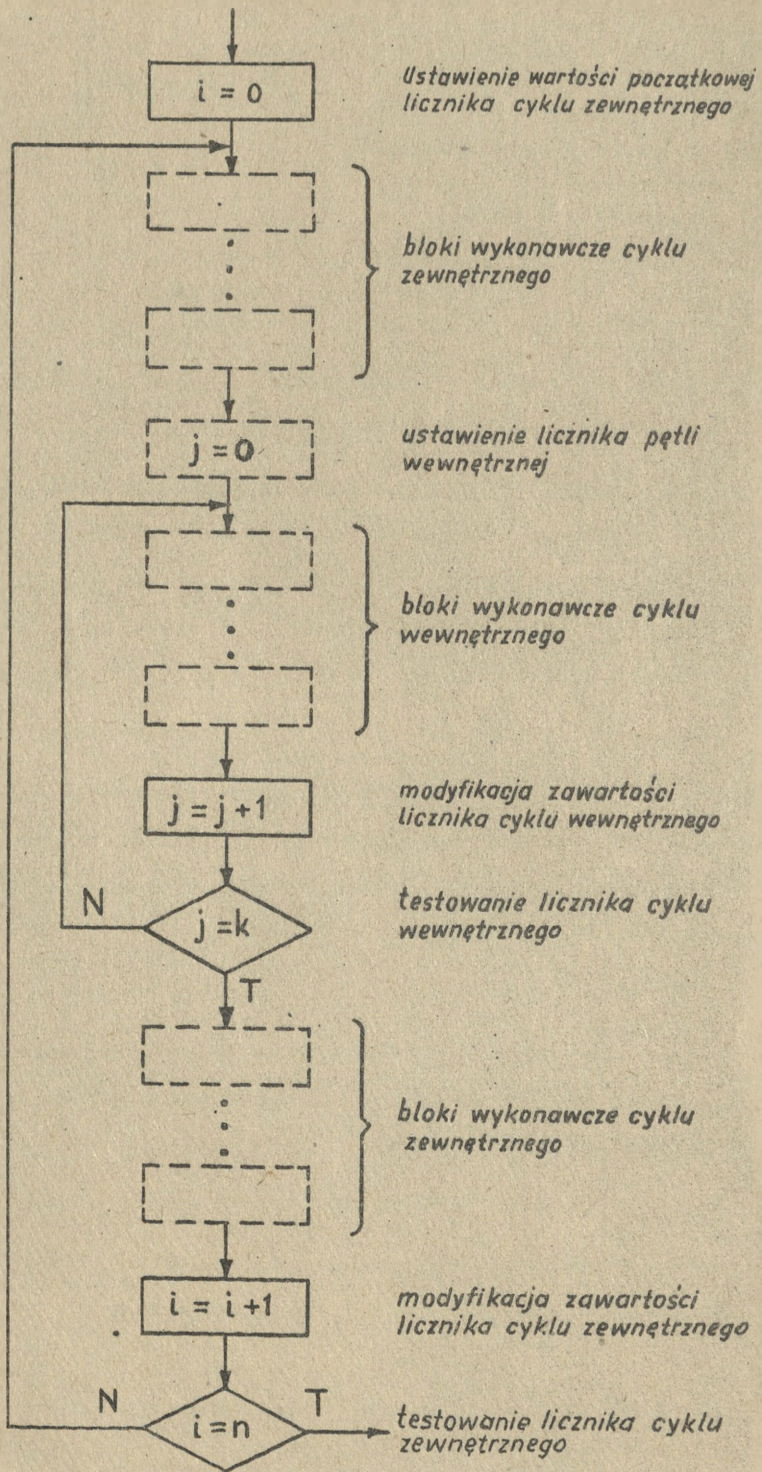 i = 0
Ustawienie wartości początkowej
licznika cyklu zewnętrznego
bloki wykonawcze cyklu
zewnętrznego
j = 0
ustawienie licznika pętli
wewnętrznej
bloki wykonawcze cyklu
wewnętrznego
j = j+1
modyfikacja zawartości
licznika cyklu wewnętrznego
N
j = k
testowanie licznika cyklu
wewnętrznego
T
bloki wykonawcze cyklu
zewnętrznego
i = i+1
modyfikacja zawartości
licznika cyklu zewnętrznego
N
i = n
T
testowanie licznika cyklu
zewnętrznego